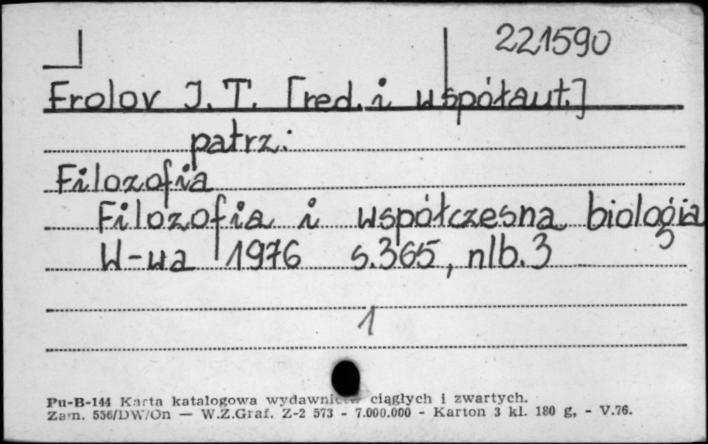 221590
Frolov J. T. [red. i współaut.]
patrz:
Filozofia
Filozofia i współczesna biologia
W-wa 1976 s.365, nlb.3
1
Pu-B-144 Karta katalogowa wydawnictw ciągłych i zwartych.
Zam. 556/DW/On — W.Z.Graf. Z-2 573 - 7.000.000 - Karton 3 kl. 180 g, - V.76.